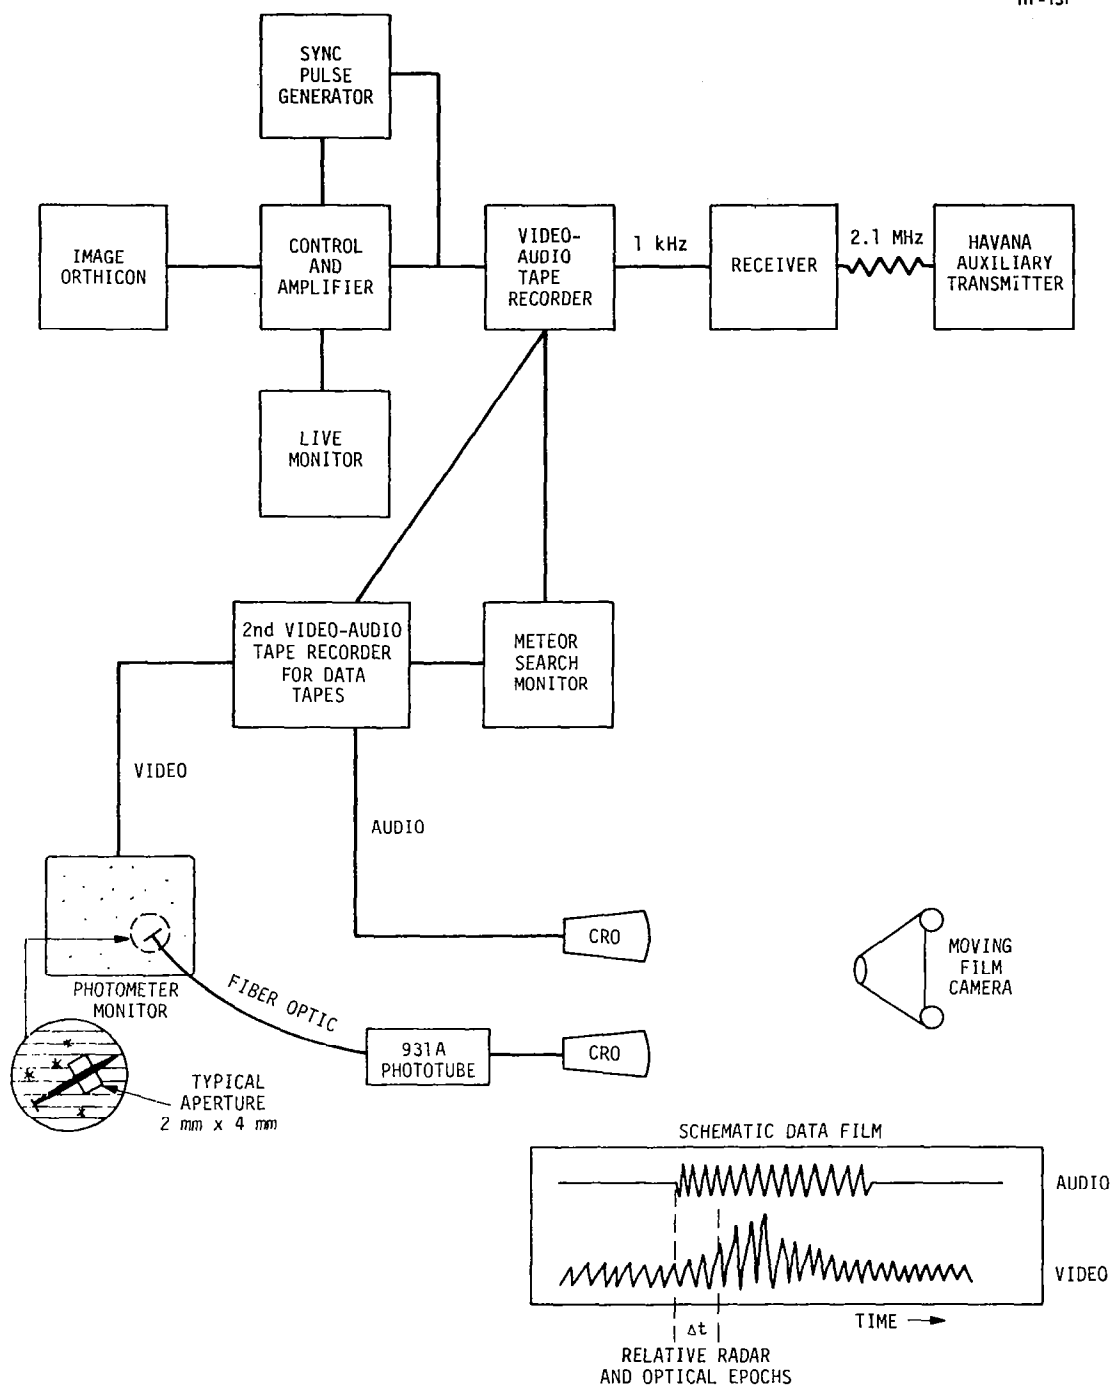 SYNC
PULSE
GENERATOR
IMAGE
ORTHICON
CONTROL
AND
AMPLIFIER
VIDEO-
AUDIO
TAPE
RECORDER
1 kHz
RECEIVER
2.1 MHz
HAVANA
AUXILIARY
TRANSMITTER
LIVE
MONITOR
2nd VIDEO-AUDIO
TAPE RECORDER
FOR DATA
TAPES
METEOR
SEARCH
MONITOR
VIDEO
AUDIO
CRO
MOVING
FILM
CAMERA
PHOTOMETER
MONITOR
FIBER OPTIC
931A
PHOTOTUBE
CRO
TYPICAL
APERTURE
2 mm x 4 mm
SCHEMATIC DATA FILM
AUDIO
VIDEO
TIME
Δt
RELATIVE RADAR
AND OPTICAL EPOCHS